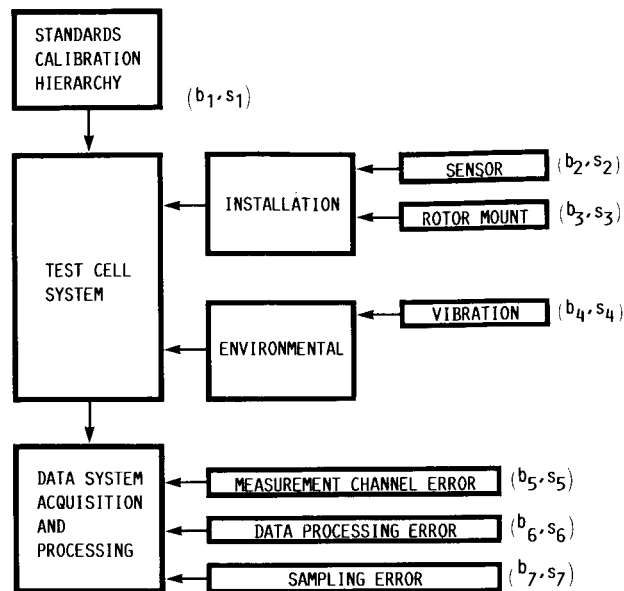 STANDARDS
CALIBRATION
HIERARCHY
(b₁,s₁)
SENSOR
(b₂,s₂)
INSTALLATION
ROTOR MOUNT
(b₃,s₃)
TEST CELL
SYSTEM
VIBRATION
(b₄,s₄)
ENVIRONMENTAL
DATA SYSTEM
ACQUISITION
AND
PROCESSING
MEASUREMENT CHANNEL ERROR
(b₅,s₅)
DATA PROCESSING ERROR
(b₆,s₆)
SAMPLING ERROR
(b₇,s₇)